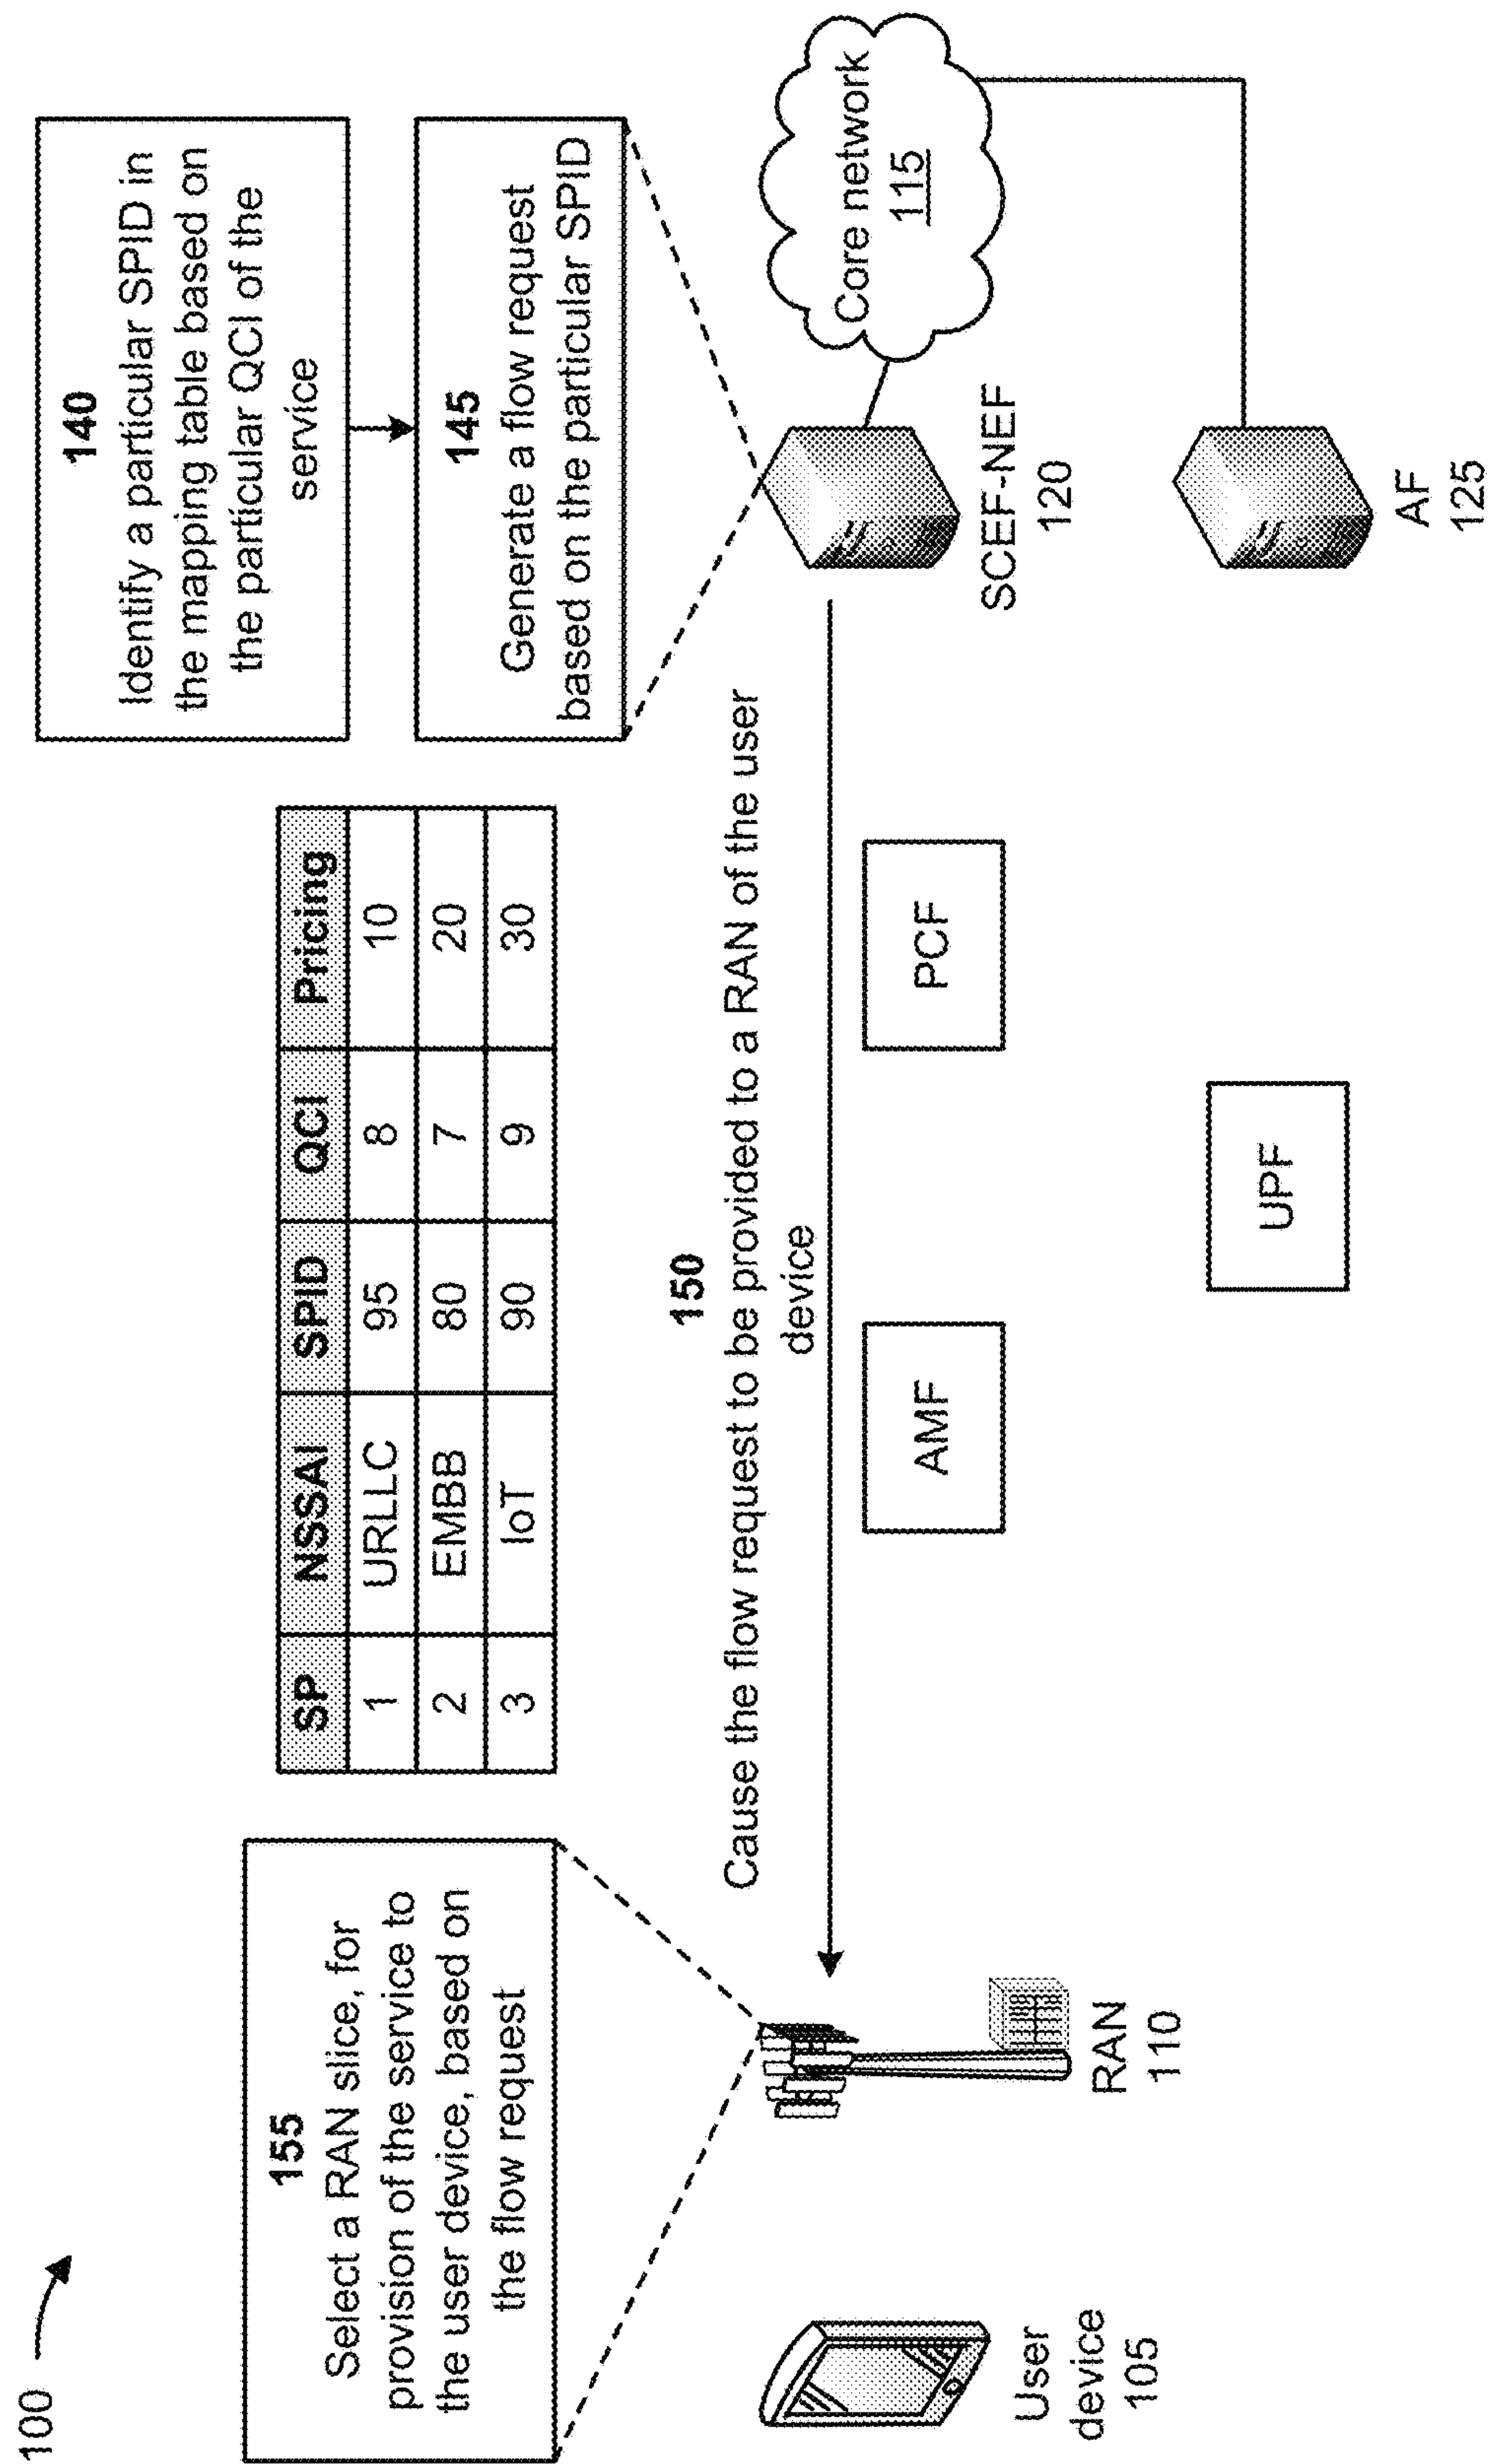 100
155
Select a RAN slice, for
provision of the service to
the user device, based on
the flow request
SP NSSAI SPID QCI Pricing
1 URLLC 95 8 10
2 EMBB 80 7 20
3 IoT 90 9 30
140
Identify a particular SPID in
the mapping table based on
the particular QCI of the
service
145
Generate a flow request
based on the particular SPID
150
Cause the flow request to be provided to a RAN of the user
device
User
device
105
RAN
110
AMF
PCF
UPF
SCEF-NEF
120
Core network
115
AF
125